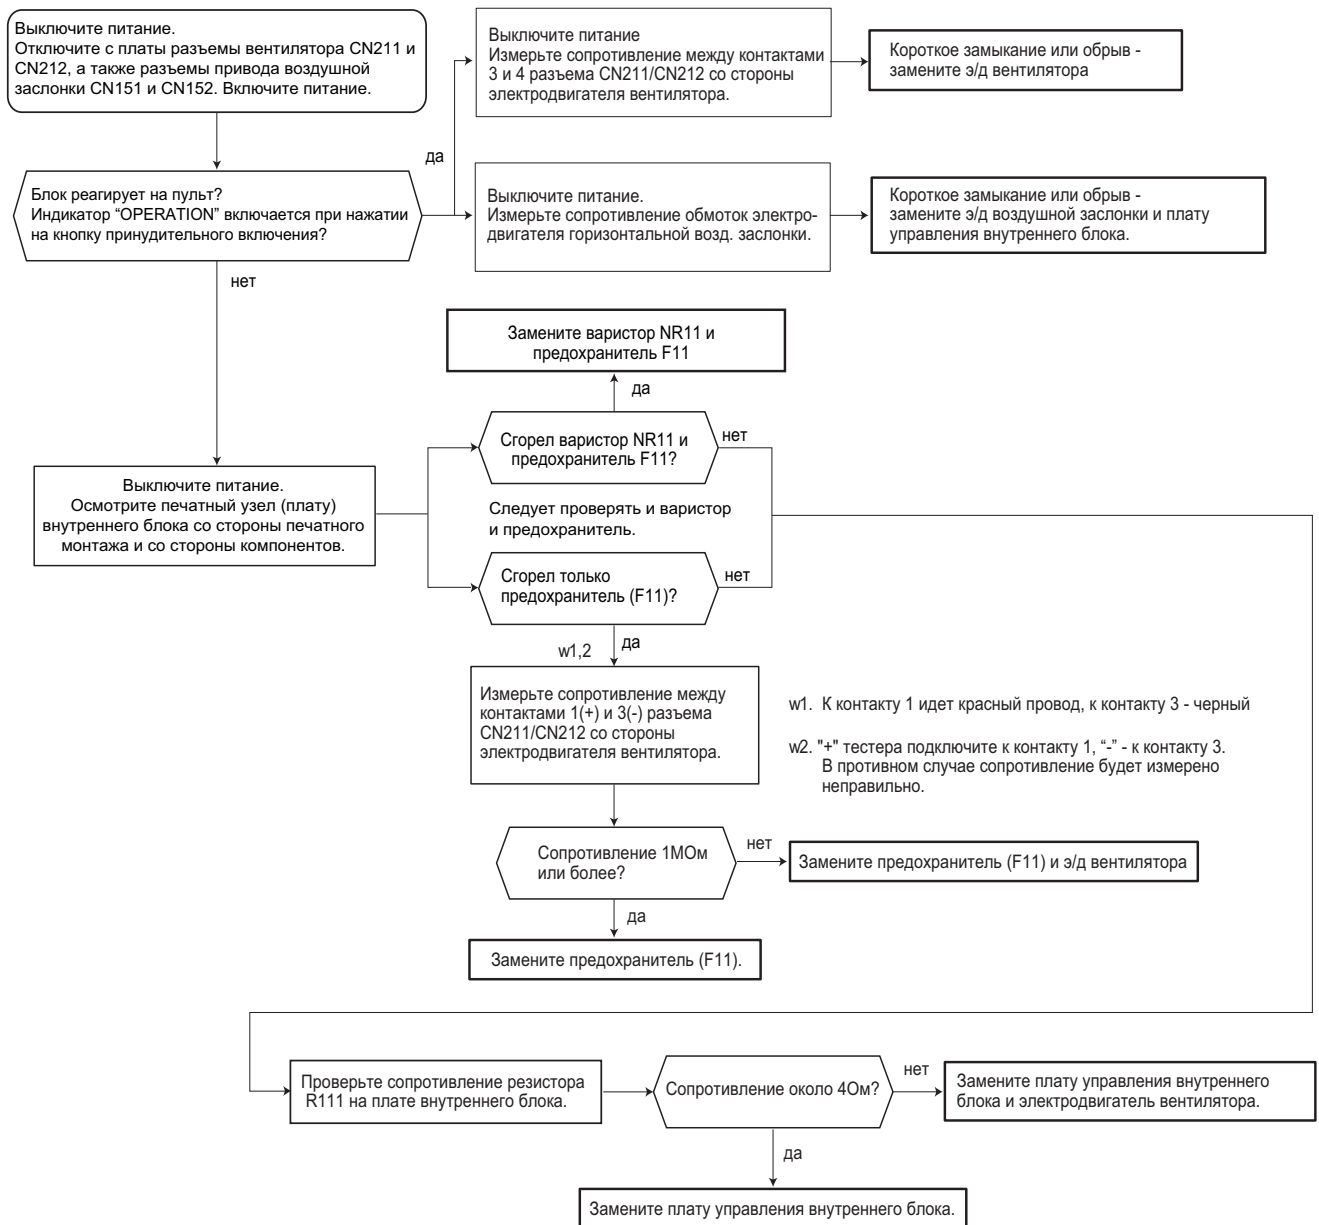 Выключите питание.
Отключите с платы разъемы вентилятора CN211 и
CN212, а также разъемы привода воздушной
заслонки CN151 и CN152. Включите питание.
Выключите питание
Измерьте сопротивление между контактами
3 и 4 разъема CN211/CN212 со стороны
электродвигателя вентилятора.
Короткое замыкание или обрыв -
замените э/д вентилятора
да
Блок реагирует на пульт?
Индикатор “OPERATION” включается при нажатии
на кнопку принудительного включения?
Выключите питание.
Измерьте сопротивление обмоток электро-
двигателя горизонтальной возд. заслонки.
Короткое замыкание или обрыв -
замените э/д воздушной заслонки и плату
управления внутреннего блока.
нет
Замените варистор NR11 и
предохранитель F11
да
Сгорел варистор NR11 и
предохранитель F11?
нет
Выключите питание.
Осмотрите печатный узел (плату)
внутреннего блока со стороны печатного
монтажа и со стороны компонентов.
Следует проверять и варистор
и предохранитель.
Сгорел только
предохранитель (F11)?
нет
да
w1,2
Измерьте сопротивление между
контактами 1(+) и 3(-) разъема
CN211/CN212 со стороны
электродвигателя вентилятора.
w1. К контакту 1 идет красный провод, к контакту 3 - черный
w2. "+" тестера подключите к контакту 1, “-” - к контакту 3.
В противном случае сопротивление будет измерено
неправильно.
Сопротивление 1МОм
или более?
нет
Замените предохранитель (F11) и э/д вентилятора
да
Замените предохранитель (F11).
Проверьте сопротивление резистора
R111 на плате внутреннего блока.
Сопротивление около 4Ом?
нет
Замените плату управления внутреннего
блока и электродвигатель вентилятора.
да
Замените плату управления внутреннего блока.